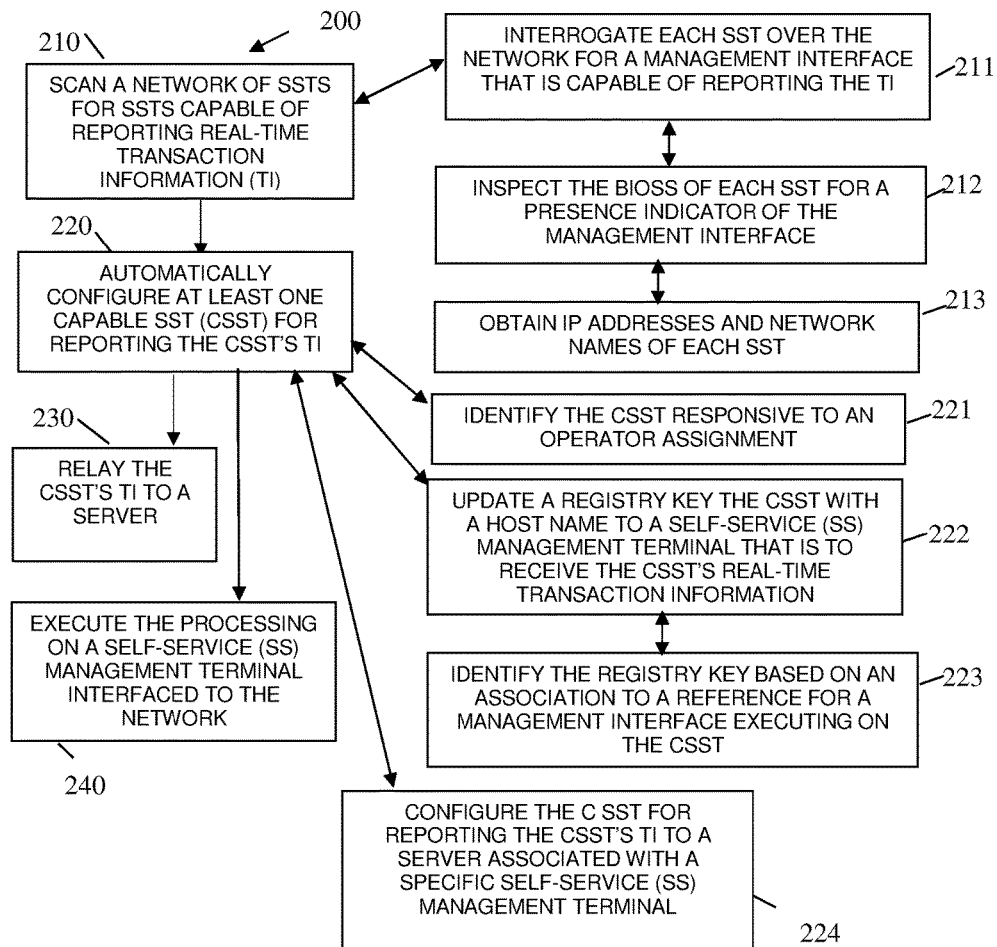 200
210
SCAN A NETWORK OF SSTS
FOR SSTS CAPABLE OF
REPORTING REAL-TIME
TRANSACTION
INFORMATION (TI)
INTERROGATE EACH SST OVER THE
NETWORK FOR A MANAGEMENT INTERFACE
THAT IS CAPABLE OF REPORTING THE TI
211
INSPECT THE BIOSS OF EACH SST FOR A
PRESENCE INDICATOR OF THE
MANAGEMENT INTERFACE
212
OBTAIN IP ADDRESSES AND NETWORK
NAMES OF EACH SST
213
220
AUTOMATICALLY
CONFIGURE AT LEAST ONE
CAPABLE SST (CSST) FOR
REPORTING THE CSST'S TI
IDENTIFY THE CSST RESPONSIVE TO AN
OPERATOR ASSIGNMENT
221
UPDATE A REGISTRY KEY THE CSST WITH
A HOST NAME TO A SELF-SERVICE (SS)
MANAGEMENT TERMINAL THAT IS TO
RECEIVE THE CSST'S REAL-TIME
TRANSACTION INFORMATION
222
IDENTIFY THE REGISTRY KEY BASED ON AN
ASSOCIATION TO A REFERENCE FOR A
MANAGEMENT INTERFACE EXECUTING ON
THE CSST
223
230
RELAY THE
CSST'S TI TO A
SERVER
EXECUTE THE PROCESSING
ON A SELF-SERVICE (SS)
MANAGEMENT TERMINAL
INTERFACED TO THE
NETWORK
240
CONFIGURE THE C SST FOR
REPORTING THE CSST'S TI TO A
SERVER ASSOCIATED WITH A
SPECIFIC SELF-SERVICE (SS)
MANAGEMENT TERMINAL
224